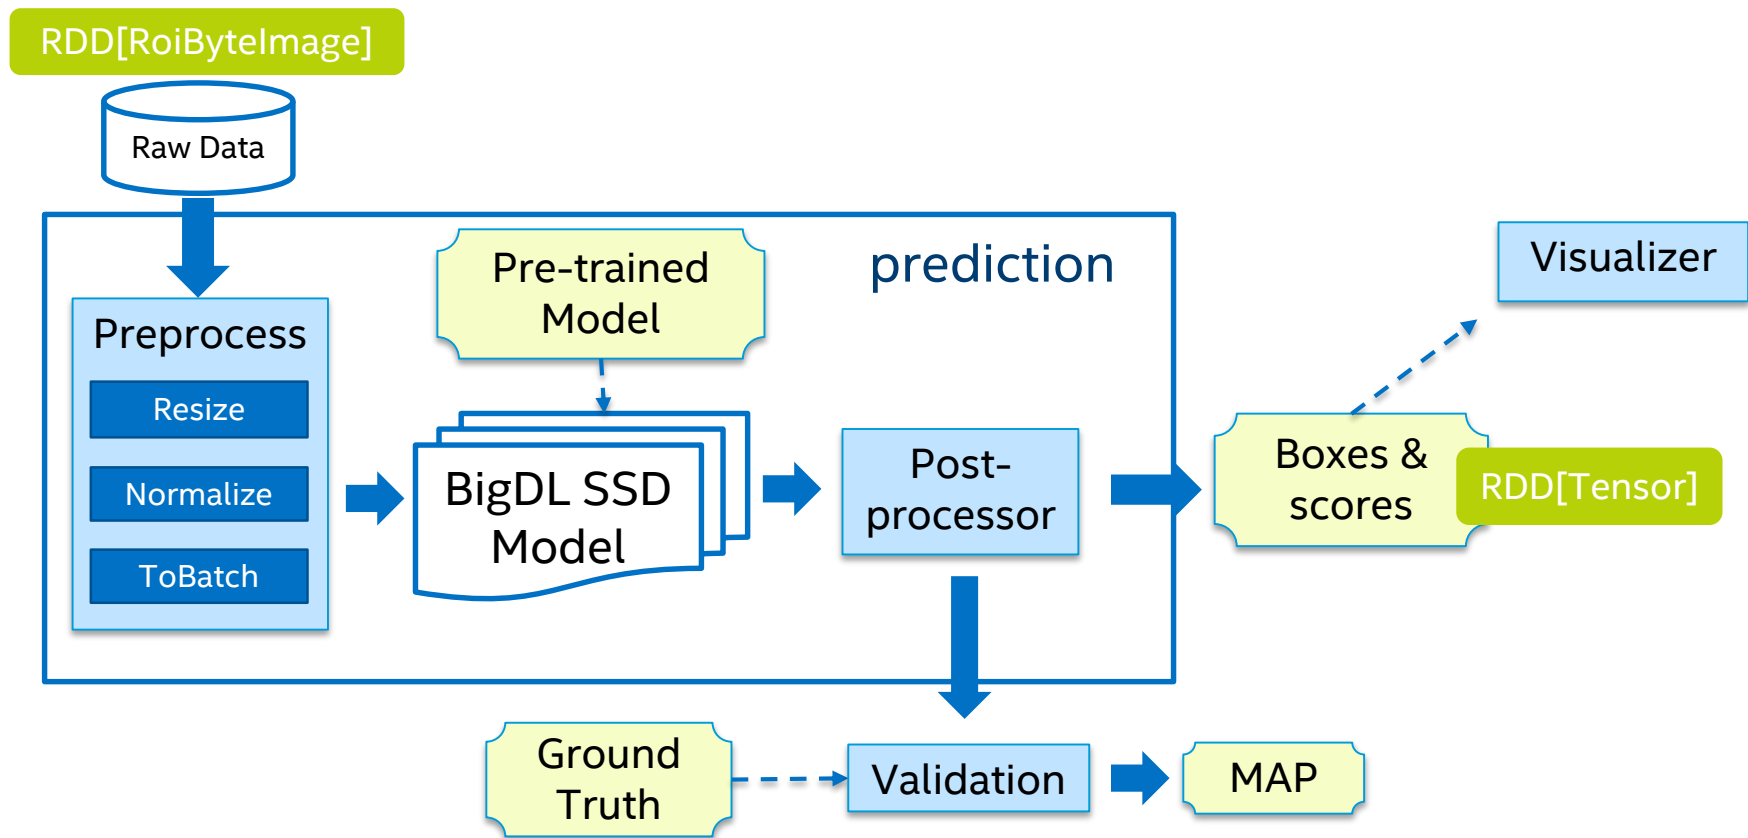 RDD[RoiByteImage]
Raw Data
prediction
Preprocess
Resize
Normalize
ToBatch
Pre-trained
Model
BigDL SSD
Model
Post-
processor
Boxes &
scores
RDD[Tensor]
Visualizer
Ground
Truth
Validation
MAP